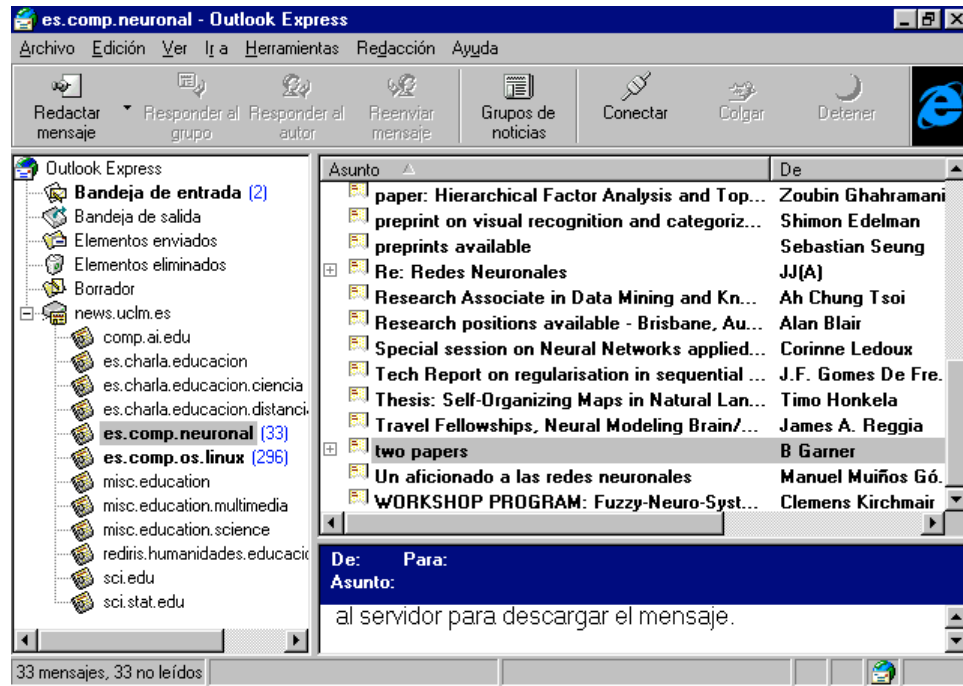 es.comp.neuronal - Outlook Express
Archivo Edición Ver Ir a Herramientas Redacción Ayuda
Redactar mensaje
Responder al grupo
Responder al autor
Reenviar mensaje
Grupos de noticias
Conectar
Colgar
Detener
Outlook Express
Bandeja de entrada (2)
Bandeja de salida
Elementos enviados
Elementos eliminados
Borrador
news.uclm.es
comp.ai.edu
es.charla.educacion
es.charla.educacion.ciencia
es.charla.educacion.distanci
es.comp.neuronal (33)
es.comp.os.linux (296)
misc.education
misc.education.multimedia
misc.education.science
rediris.humanidades.educacio
sci.edu
sci.stat.edu
Asunto De
paper: Hierarchical Factor Analysis and Top... Zoubin Ghahramani
preprint on visual recognition and categoriz... Shimon Edelman
preprints available Sebastian Seung
Re: Redes Neuronales JJ(A)
Research Associate in Data Mining and Kn... Ah Chung Tsoi
Research positions available - Brisbane, Au... Alan Blair
Special session on Neural Networks applied... Corinne Ledoux
Tech Report on regularisation in sequential ... J.F. Gomes De Fre.
Thesis: Self-Organizing Maps in Natural Lan... Timo Honkela
Travel Fellowships, Neural Modeling Brain/... James A. Reggia
two papers B Garner
Un aficionado a las redes neuronales Manuel Muiños Gó.
WORKSHOP PROGRAM: Fuzzy-Neuro-Syst... Clemens Kirchmair
De: Para:
Asunto:
al servidor para descargar el mensaje.
33 mensajes, 33 no leídos